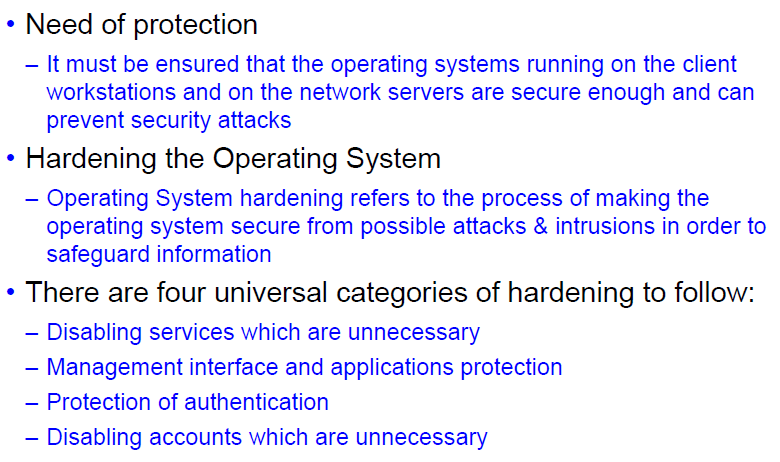 • Need of protection
– It must be ensured that the operating systems running on the client
workstations and on the network servers are secure enough and can
prevent security attacks
• Hardening the Operating System
– Operating System hardening refers to the process of making the
operating system secure from possible attacks & intrusions in order to
safeguard information
• There are four universal categories of hardening to follow:
– Disabling services which are unnecessary
– Management interface and applications protection
– Protection of authentication
– Disabling accounts which are unnecessary